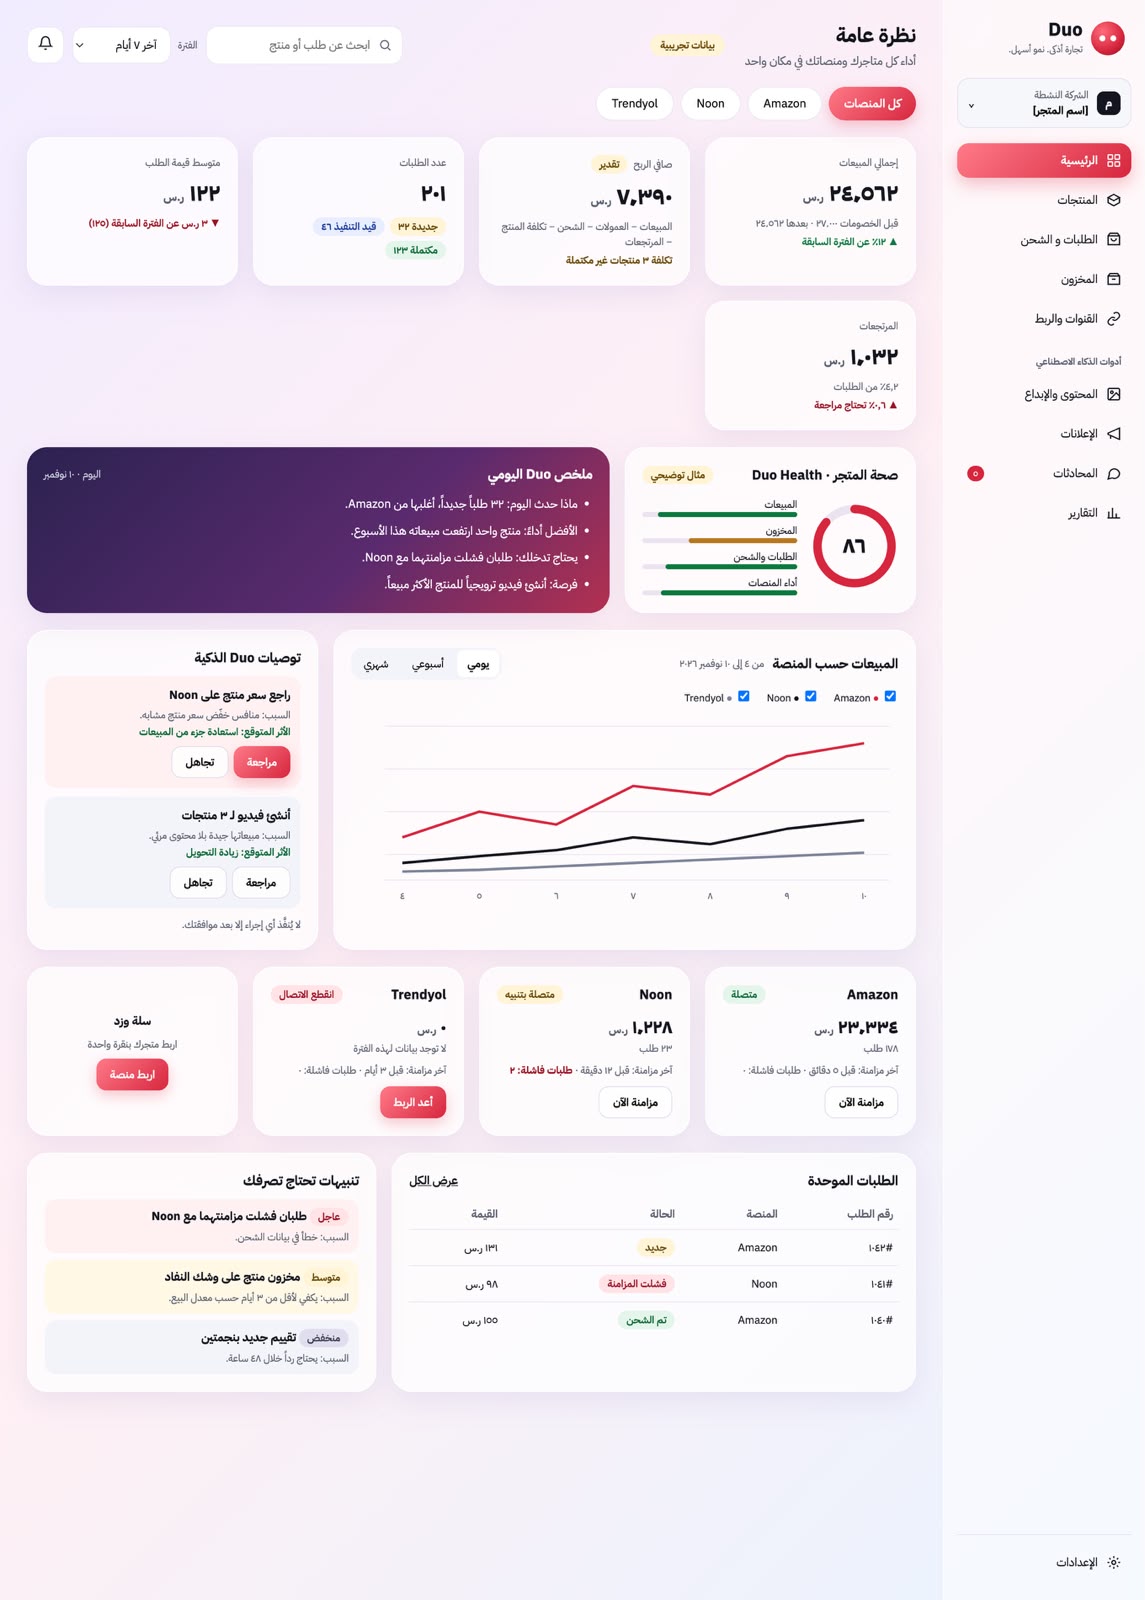 Duo
تجارة أذكى. نمو أسهل.
م
الشركة النشطة
[اسم المتجر]
الرئيسية
المنتجات
الطلبات و الشحن
المخزون
القنوات والربط
أدوات الذكاء الاصطناعي
المحتوى والإبداع
الإعلانات
المحادثات
٥
التقارير
الإعدادات
نظرة عامة
أداء كل متاجرك ومنصاتك في مكان واحد
بيانات تجريبية
ابحث عن طلب أو منتج
الفترة
آخر ٧ أيام
كل المنصات
Amazon
Noon
Trendyol
إجمالي المبيعات
٢٤,٥٦٢ ر.س
قبل الخصومات ٢٧,٠٠٠ · بعدها ٢٤,٥٦٢
▲ ١٢٪ عن الفترة السابقة
صافي الربح تقدير
٧,٣٩٠ ر.س
المبيعات − العمولات − الشحن − تكلفة المنتج
− المرتجعات
تكلفة ٣ منتجات غير مكتملة
عدد الطلبات
٢٠١
جديدة ٣٢
قيد التنفيذ ٤٦
مكتملة ١٢٣
متوسط قيمة الطلب
١٢٢ ر.س
▼ ٣ ر.س عن الفترة السابقة (١٢٥)
المرتجعات
١,٠٣٢ ر.س
٤,٢٪ من الطلبات
▲ ٠,٦٪ تحتاج مراجعة
صحة المتجر · Duo Health
مثال توضيحي
٨٦
المبيعات
المخزون
الطلبات والشحن
أداء المنصات
ملخص Duo اليومي
اليوم · ١٠ نوفمبر
• ماذا حدث اليوم: ٣٢ طلباً جديداً، أغلبها من Amazon.
• الأفضل أداءً: منتج واحد ارتفعت مبيعاته هذا الأسبوع.
• يحتاج تدخلك: طلبان فشلت مزامنتهما مع Noon.
• فرصة: أنشئ فيديو ترويجياً للمنتج الأكثر مبيعاً.
المبيعات حسب المنصة
من ٤ إلى ١٠ نوفمبر ٢٠٢٦
يومي
أسبوعي
شهري
Amazon
Noon
Trendyol
٤ ٥ ٦ ٧ ٨ ٩ ١٠
توصيات Duo الذكية
راجع سعر منتج على Noon
السبب: منافس خفّض سعر منتج مشابه.
الأثر المتوقع: استعادة جزء من المبيعات
مراجعة
تجاهل
أنشئ فيديو لـ ٣ منتجات
السبب: مبيعاتها جيدة بلا محتوى مرئي.
الأثر المتوقع: زيادة التحويل
مراجعة
تجاهل
لا يُنفَّذ أي إجراء إلا بعد موافقتك.
Amazon
متصلة
٢٣,٣٣٤ ر.س
١٧٨ طلب
آخر مزامنة: قبل ٥ دقائق · طلبات فاشلة: ٠
مزامنة الآن
Noon
متصلة بتنبيه
١,٢٢٨ ر.س
٢٣ طلب
آخر مزامنة: قبل ١٢ دقيقة · طلبات فاشلة: ٢
مزامنة الآن
Trendyol
انقطع الاتصال
٠ ر.س
لا توجد بيانات لهذه الفترة
آخر مزامنة: قبل ٣ أيام · طلبات فاشلة: ٠
أعد الربط
سلة وزد
اربط متجرك بنقرة واحدة
اربط منصة
الطلبات الموحدة
عرض الكل
رقم الطلب المنصة الحالة القيمة
#١٠٤٢ Amazon جديد ١٣١ ر.س
#١٠٤١ Noon فشلت المزامنة ٩٨ ر.س
#١٠٤٠ Amazon تم الشحن ١٥٥ ر.س
تنبيهات تحتاج تصرفك
عاجل طلبان فشلت مزامنتهما مع Noon
السبب: خطأ في بيانات الشحن.
متوسط مخزون منتج على وشك النفاد
السبب: يكفي لأقل من ٣ أيام حسب معدل البيع.
منخفض تقييم جديد بنجمتين
السبب: يحتاج رداً خلال ٤٨ ساعة.